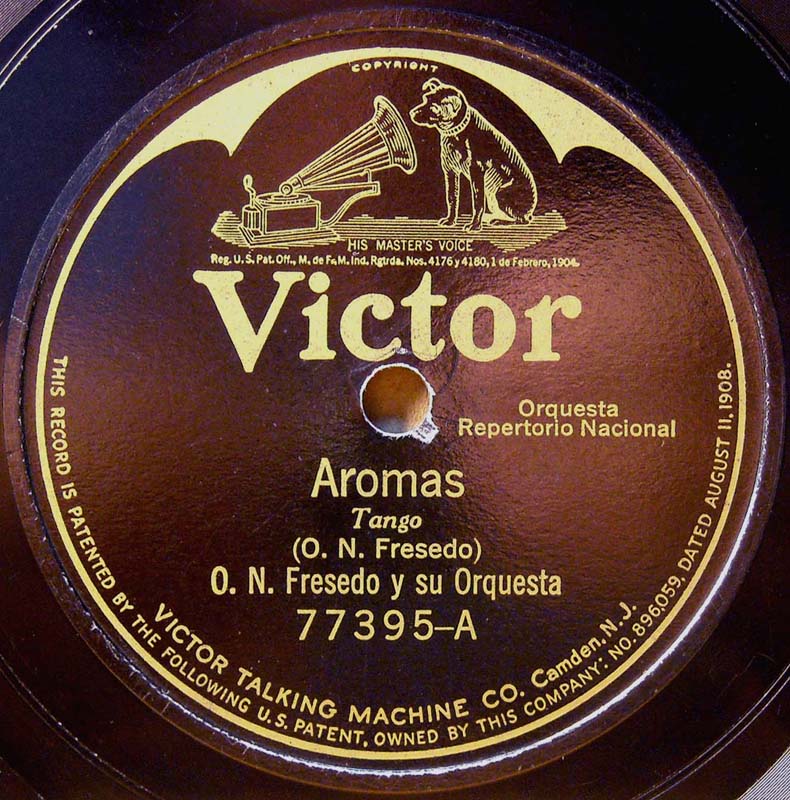 COPYRIGHT
HIS MASTER'S VOICE
Reg. U.S. Pat. Off., M. de F., M. Ind. Rgtrda. Nos. 4176 y 4180, 1 de Febrero, 1904.
Victor
Orquesta
Repertorio Nacional
Aromas
Tango
(O. N. Fresedo)
O. N. Fresedo y su Orquesta
77395-A
VICTOR TALKING MACHINE CO. Camden, N.J.
THIS RECORD IS PATENTED BY THE FOLLOWING U.S. PATENT, OWNED BY THIS COMPANY: NO. 896,059, DATED AUGUST 11, 1908.